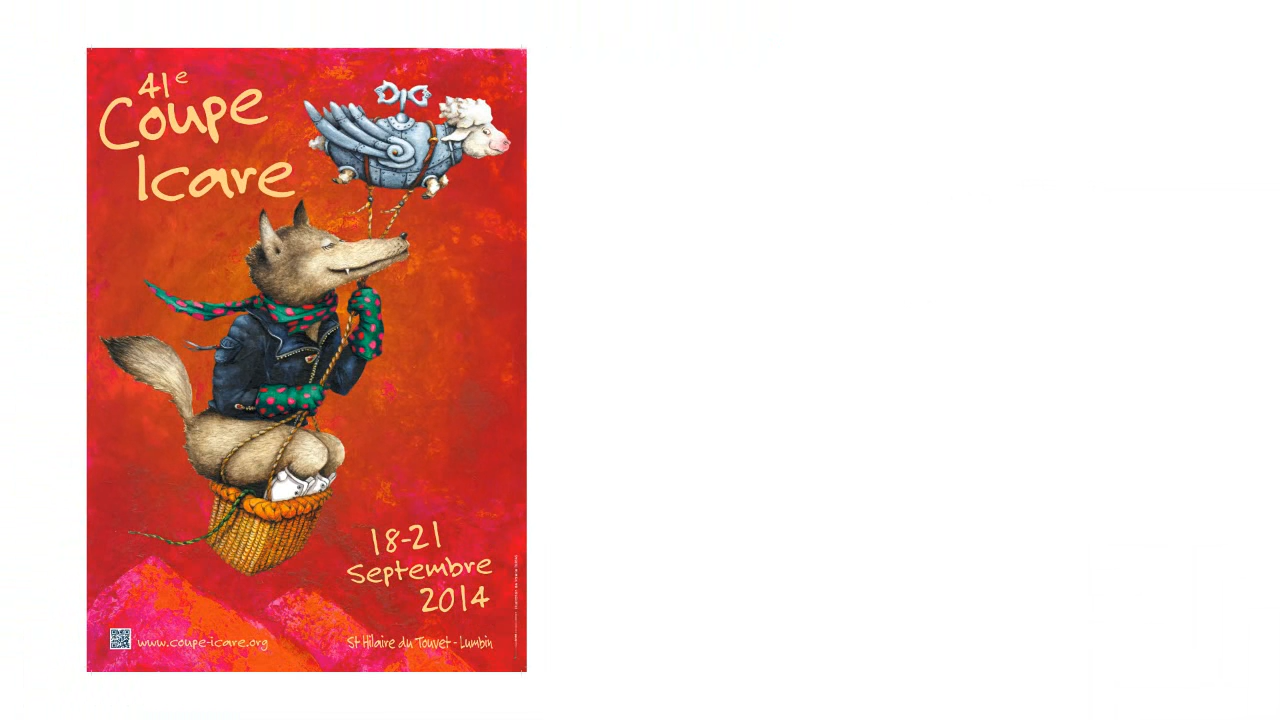 41e
Coupe
Icare
18-21
Septembre
2014
www.coupe-icare.org
St Hilaire du Touvet - Lumbin